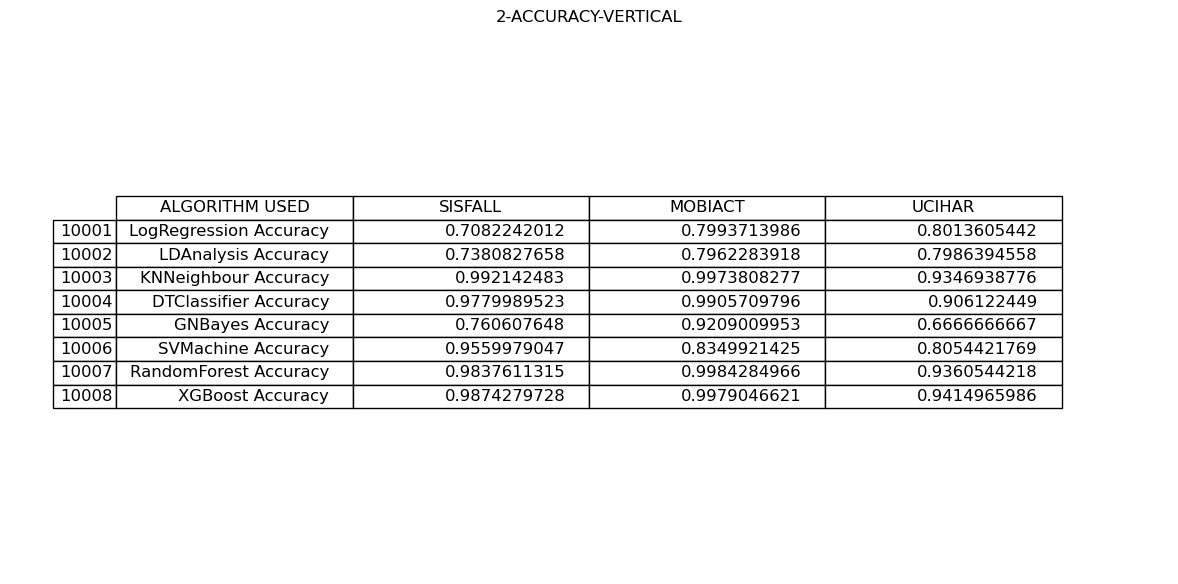 2-ACCURACY-VERTICAL
ALGORITHM USED SISFALL MOBIACT UCIHAR
10001 LogRegression Accuracy 0.7082242012 0.7993713986 0.8013605442
10002 LDAnalysis Accuracy 0.7380827658 0.7962283918 0.7986394558
10003 KNNeighbour Accuracy 0.992142483 0.9973808277 0.9346938776
10004 DTClassifier Accuracy 0.9779989523 0.9905709796 0.906122449
10005 GNBayes Accuracy 0.760607648 0.9209009953 0.6666666667
10006 SVMachine Accuracy 0.9559979047 0.8349921425 0.8054421769
10007 RandomForest Accuracy 0.9837611315 0.9984284966 0.9360544218
10008 XGBoost Accuracy 0.9874279728 0.9979046621 0.9414965986